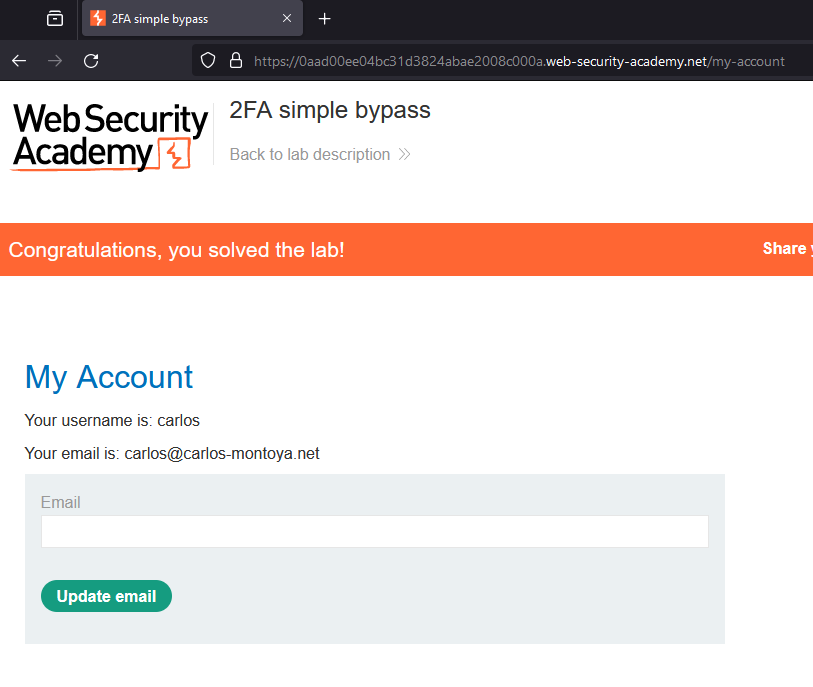 2FA simple bypass
https://0aad00ee04bc31d3824abae2008c000a.web-security-academy.net/my-account
Web Security
Academy
2FA simple bypass
Back to lab description
Congratulations, you solved the lab!
Share
My Account
Your username is: carlos
Your email is: carlos@carlos-montoya.net
Email
Update email